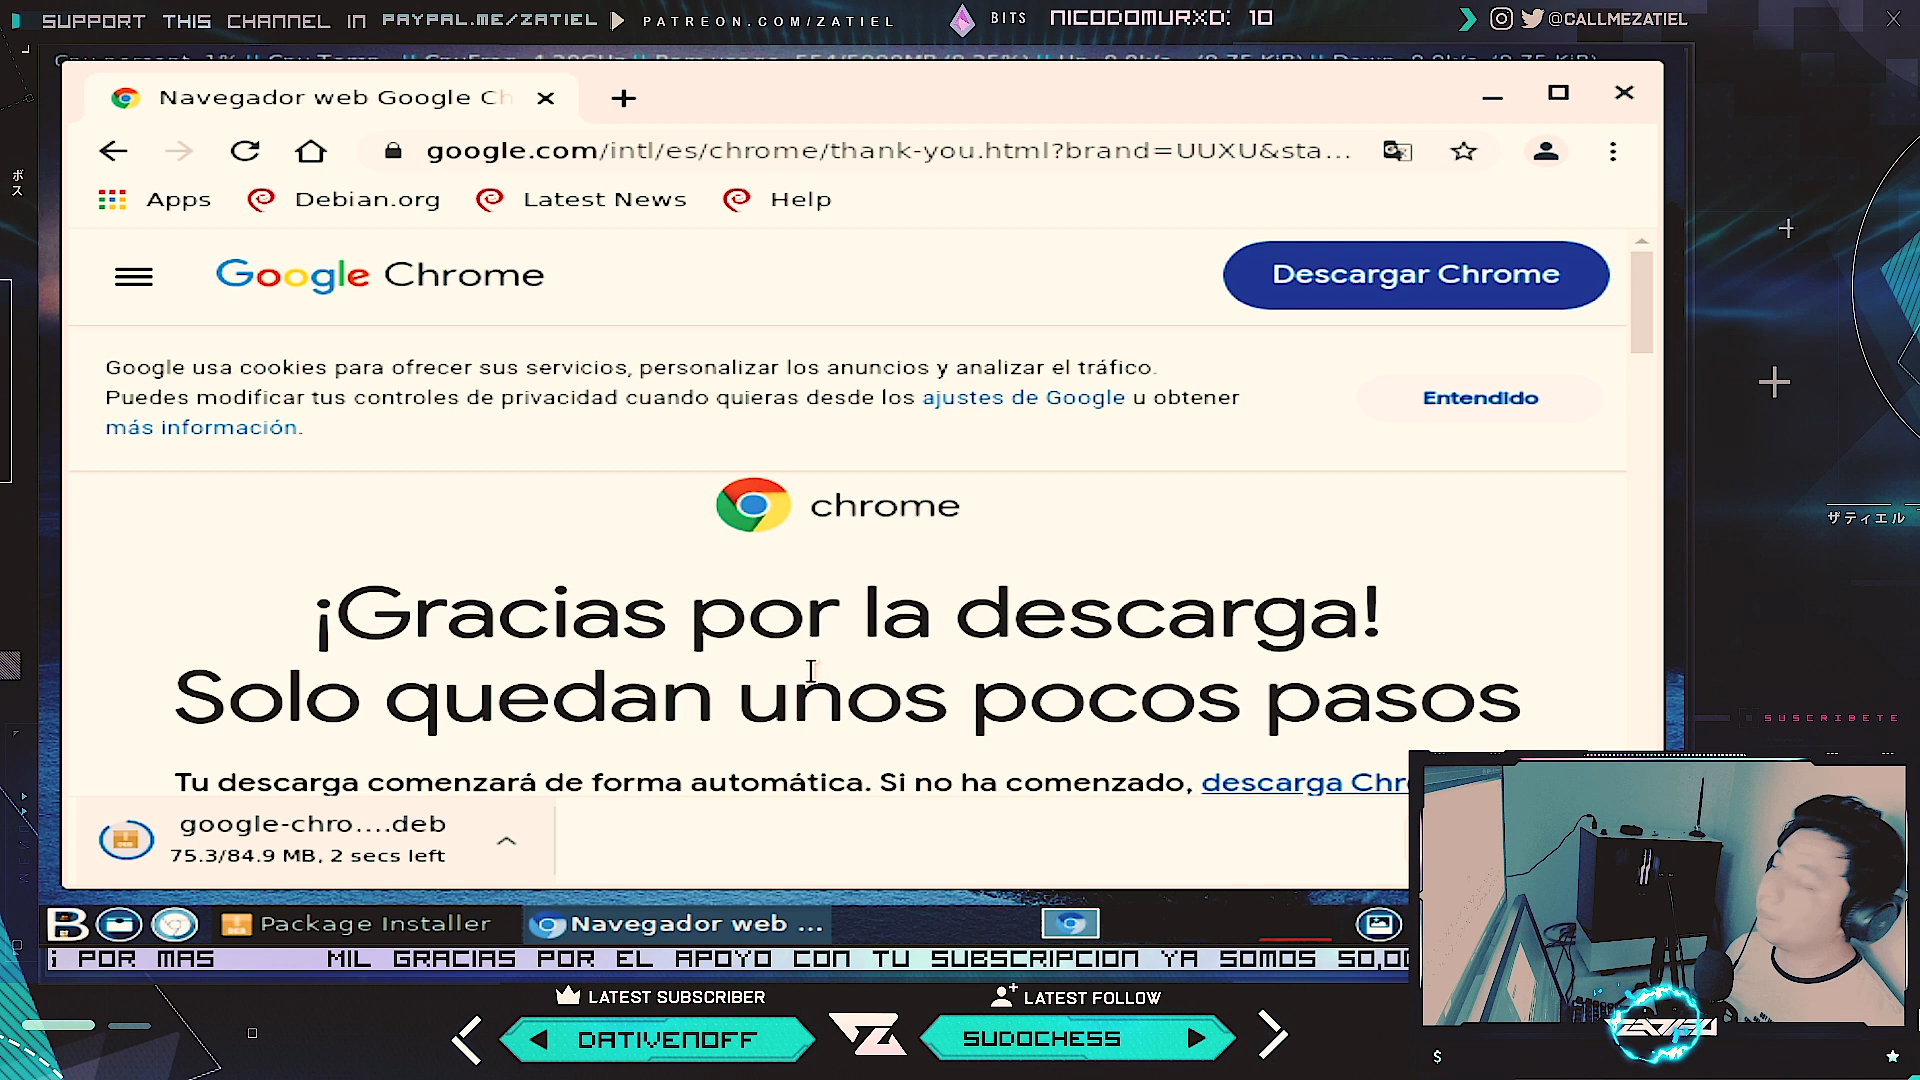 SUPPORT THIS CHANNEL IN PAYPAL.ME/ZATIEL PATREON.COM/ZATIEL BITS NICODOMURXD: 10 @CALLMEZATIEL
Navegador web Google Ch
google.com/intl/es/chrome/thank-you.html?brand=UUXU&sta...
Apps Debian.org Latest News Help
Google Chrome
Descargar Chrome
Google usa cookies para ofrecer sus servicios, personalizar los anuncios y analizar el tráfico.
Puedes modificar tus controles de privacidad cuando quieras desde los ajustes de Google u obtener
más información.
Entendido
chrome
¡Gracias por la descarga!
Solo quedan unos pocos pasos
Tu descarga comenzará de forma automática. Si no ha comenzado, descarga Chr
google-chro....deb
75.3/84.9 MB, 2 secs left
ボス
ザティエル
SUSCRIBETE
B Package Installer Navegador web ...
POR MAS MIL GRACIAS POR EL APOYO CON TU SUBSCRIPCION YA SOMOS 50,00
LATEST SUBSCRIBER LATEST FOLLOW
DATIVENOFF SUDOCHESS
$